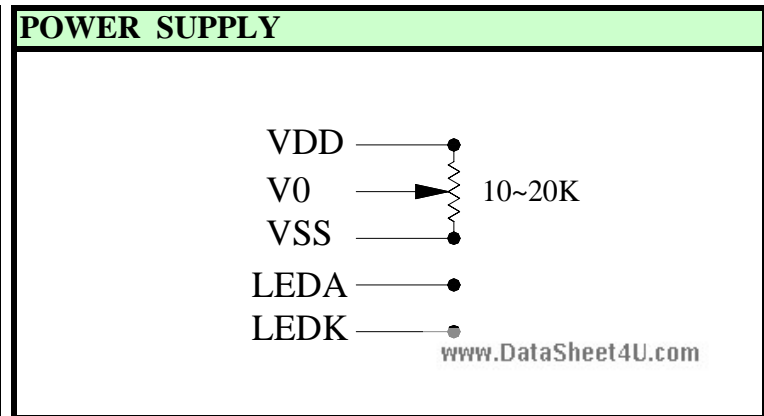 POWER SUPPLY
VDD
V0
10~20K
VSS
LEDA
LEDK
www.DataSheet4U.com